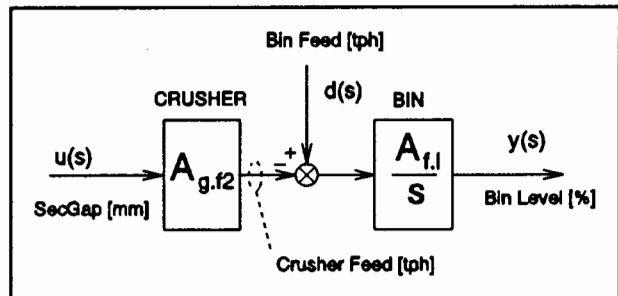 Bin Feed [tph]
CRUSHER
d(s)
BIN
u(s)
− +
A g.f2
A f.l
s
y(s)
SecGap [mm]
Bin Level [%]
Crusher Feed [tph]